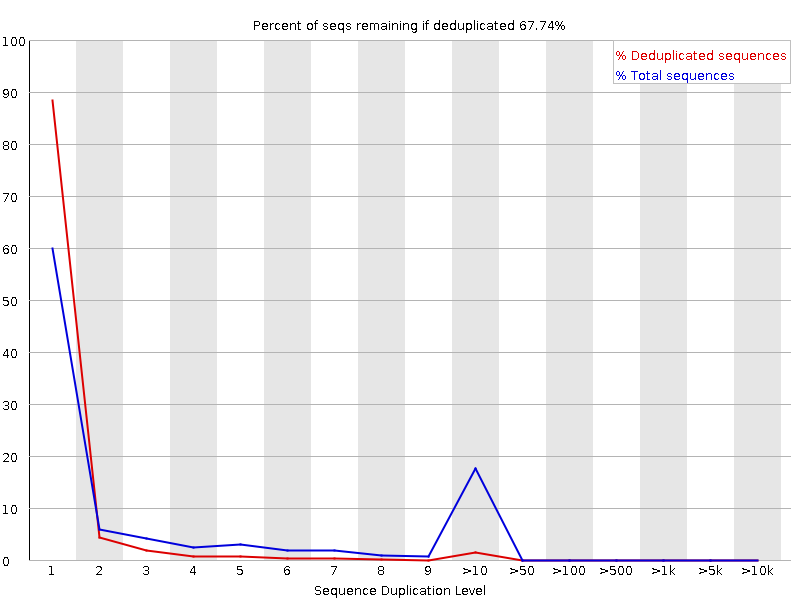 Percent of seqs remaining if deduplicated 67.74%
% Deduplicated sequences
% Total sequences
100
90
80
70
60
50
40
30
20
10
0
1 2 3 4 5 6 7 8 9 >10 >50 >100 >500 >1k >5k >10k
Sequence Duplication Level